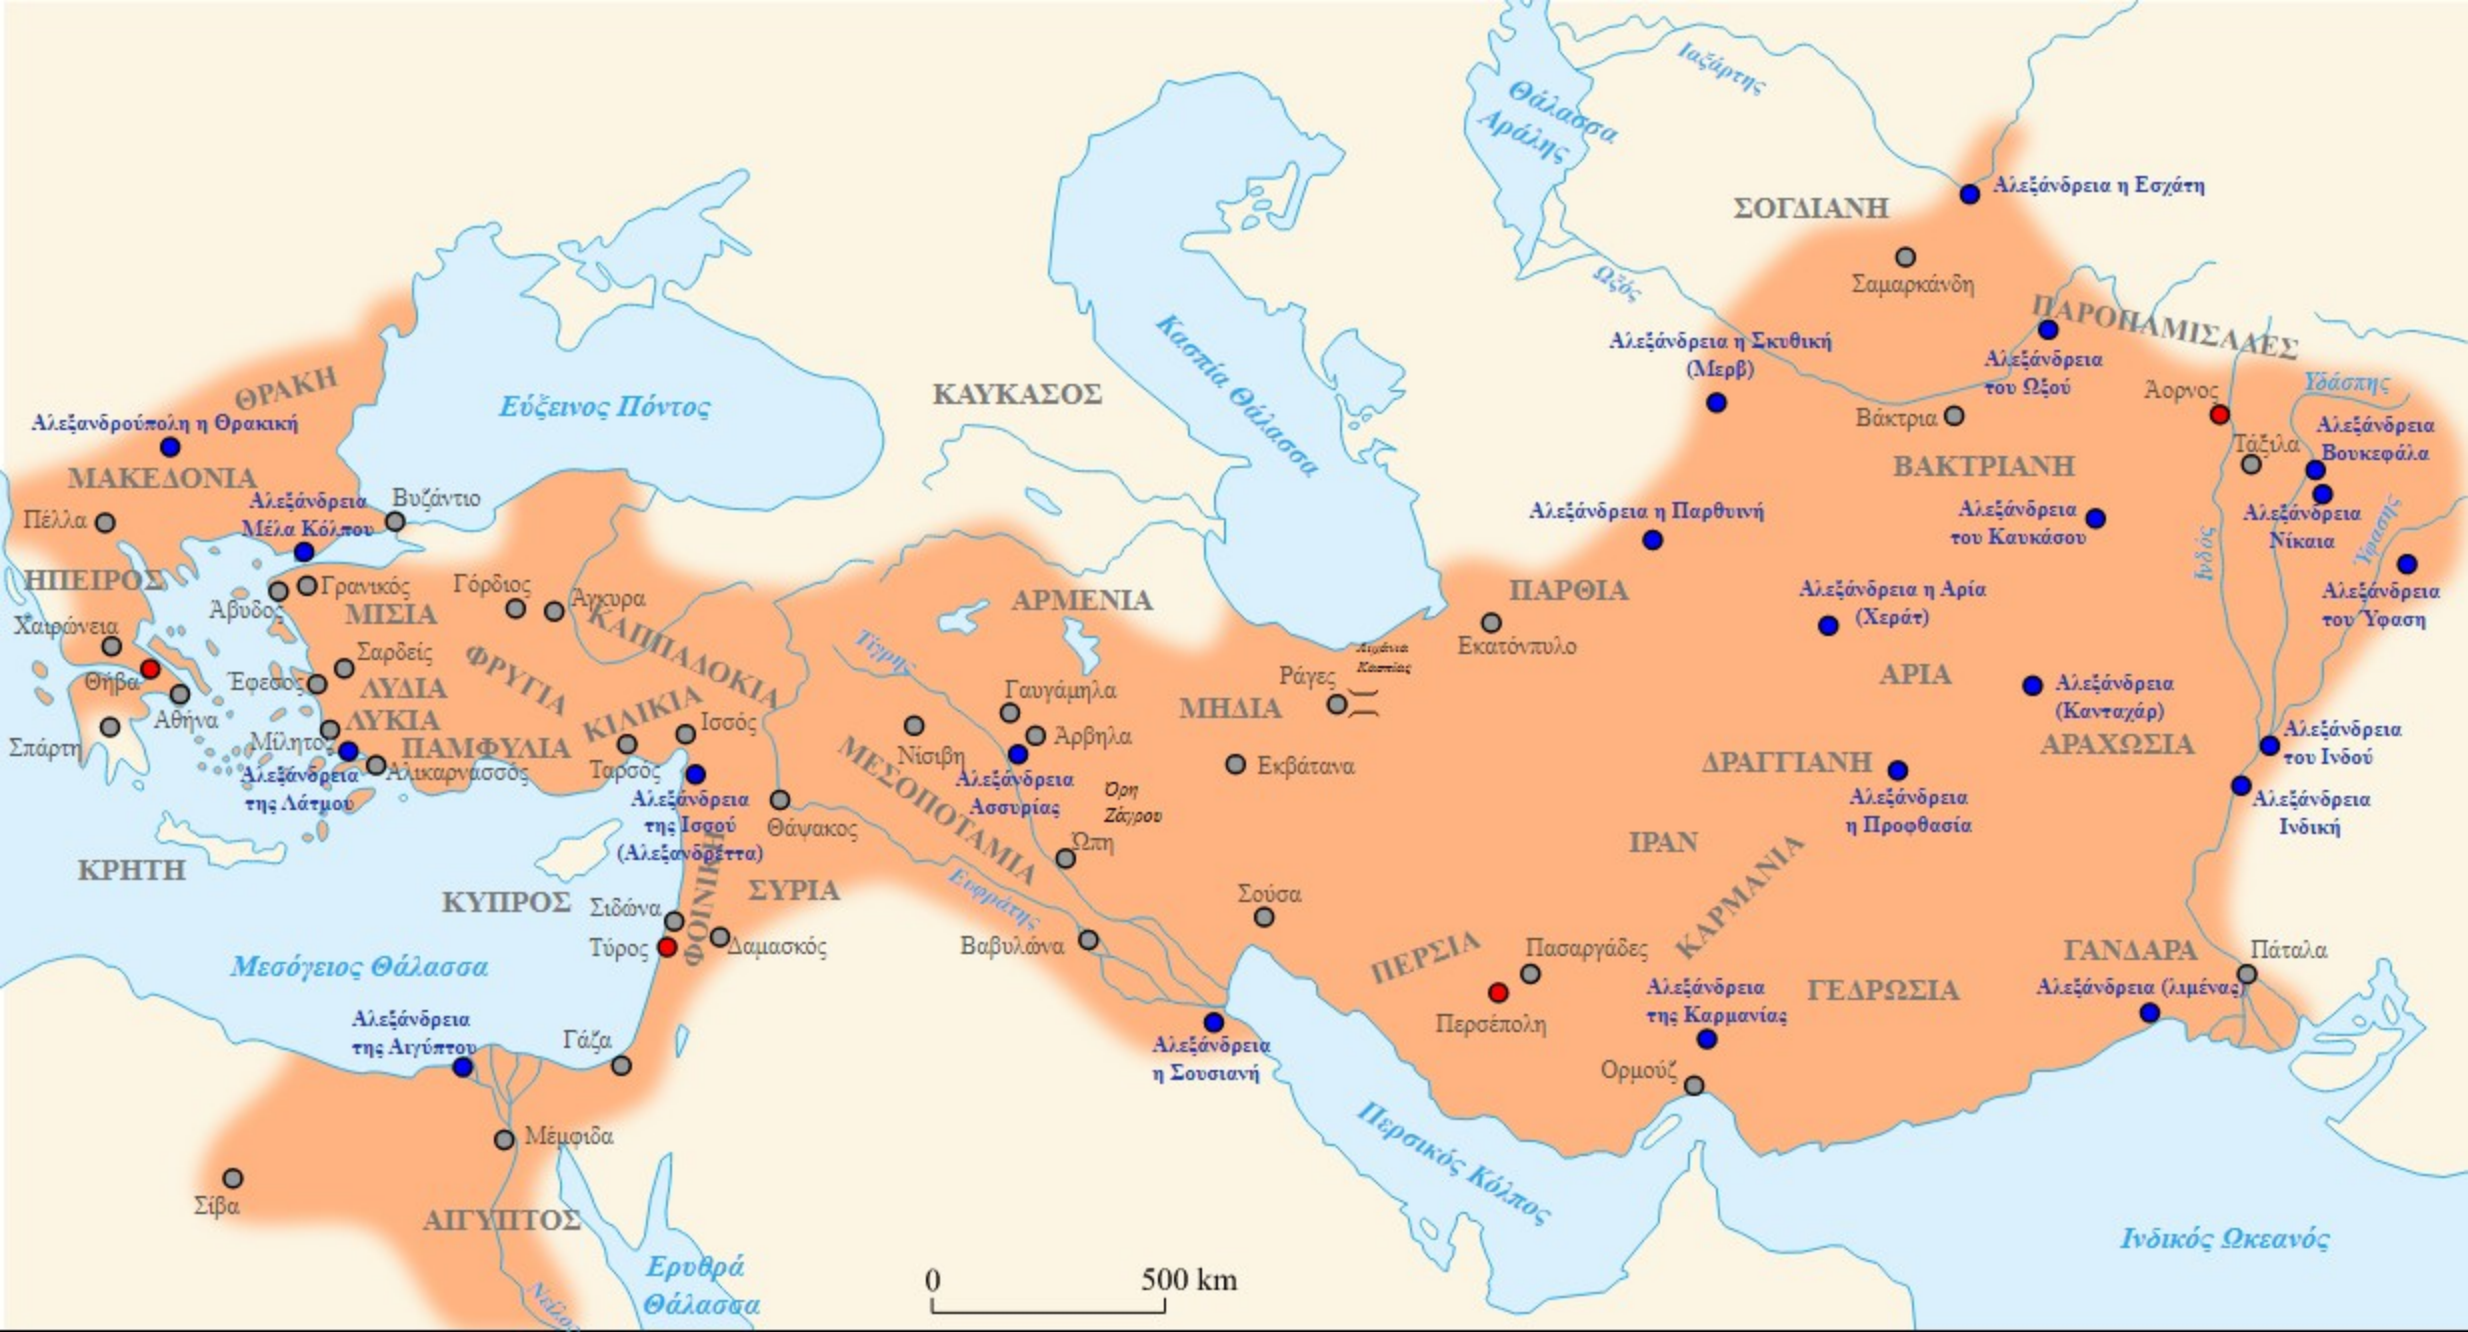 Ιαξάρτης
Θάλασσα
Αράλης
Αλεξάνδρεια η Εσχάτη
ΣΟΓΔΙΑΝΗ
Σαμαρκάνδη
Ωξός
ΠΑΡΟΠΑΜΙΣΑΔΕΣ
Αλεξάνδρεια η Σκυθική
(Μερβ)
Αλεξάνδρεια
του Ωξού
Υδάσπης
Άορνος
Βάκτρια
Τάξιλα
Αλεξάνδρεια
Βουκεφάλα
ΒΑΚΤΡΙΑΝΗ
Αλεξάνδρεια
του Καυκάσου
Αλεξάνδρεια
Νίκαια
Ύφασης
Ινδός
Αλεξάνδρεια
του Ύφαση
ΘΡΑΚΗ
Αλεξανδρούπολη η Θρακική
ΜΑΚΕΔΟΝΙΑ
Εύξεινος Πόντος
ΚΑΥΚΑΣΟΣ
Κασπία Θάλασσα
Αλεξάνδρεια
Μέλα Κόλπου
Βυζάντιο
Πέλλα
ΗΠΕΙΡΟΣ
Γρανικός
Άβυδος
ΜΙΣΙΑ
Γόρδιος
Άγκυρα
ΚΑΠΠΑΔΟΚΙΑ
ΑΡΜΕΝΙΑ
Αλεξάνδρεια η Παρθυινή
ΠΑΡΘΙΑ
Εκατόνπυλο
Αλεξάνδρεια η Αρία
(Χεράτ)
Χαιρώνεια
Θήβα
Αθήνα
Σπάρτη
Σαρδείς
Έφεσος
ΛΥΔΙΑ
ΦΡΥΓΙΑ
ΛΥΚΙΑ
Μίλητος
ΠΑΜΦΥΛΙΑ
ΚΙΛΙΚΙΑ
Ισσός
Αλικαρνασσός
Ταρσός
Αλεξάνδρεια
της Λάτμου
Αλεξάνδρεια
της Ισσού
(Αλεξανδρέττα)
Τίγρης
Νίσιβη
Γαυγάμηλα
Άρβηλα
Αλεξάνδρεια
Ασσυρίας
Όρη
Ζάγρου
ΜΗΔΙΑ
Ράγες
Κασπίας
Εκβάτανα
ΑΡΙΑ
Αλεξάνδρεια
(Κανταχάρ)
ΑΡΑΧΩΣΙΑ
ΔΡΑΓΓΙΑΝΗ
Αλεξάνδρεια
η Προφθασία
Αλεξάνδρεια
του Ινδού
Αλεξάνδρεια
Ινδική
ΜΕΣΟΠΟΤΑΜΙΑ
Θάψακος
Ώπη
Ευφράτης
ΚΡΗΤΗ
ΚΥΠΡΟΣ
ΦΟΙΝΙΚΗ
ΣΥΡΙΑ
Σιδώνα
Τύρος
Δαμασκός
Βαβυλώνα
Σούσα
ΙΡΑΝ
ΚΑΡΜΑΝΙΑ
ΠΕΡΣΙΑ
Πασαργάδες
Περσέπολη
Αλεξάνδρεια
της Καρμανίας
ΓΕΔΡΩΣΙΑ
ΓΑΝΔΑΡΑ
Αλεξάνδρεια (λιμένας)
Πάταλα
Μεσόγειος Θάλασσα
Αλεξάνδρεια
της Αιγύπτου
Γάζα
Αλεξάνδρεια
η Σουσιανή
Ορμούζ
Μέμφιδα
Σίβα
ΑΙΓΥΠΤΟΣ
Νείλος
Ερυθρά
Θάλασσα
Περσικός Κόλπος
Ινδικός Ωκεανός
0 500 km